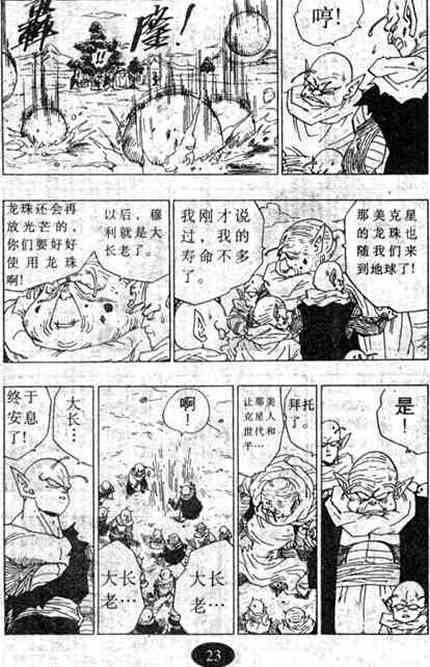 哼!
轟隆!
!!
那美克星
的龙珠也
随我们来
到地球了!
我刚才说
过,我的
寿命不多
了。
以后,穆
利就是大
长老了。
龙珠还会再
放光芒的,
你们要好好
使用龙珠
啊!
是!
拜托
了。
让那美
克星人
世代和
平…
啊!
大长
老…
大长
老…
大
长
…
终于
安息
了!
23